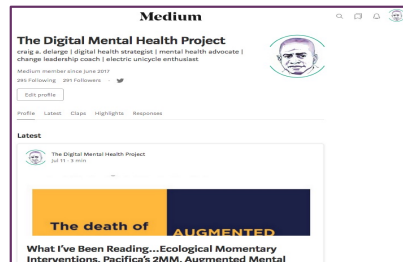 Medium
The Digital Mental Health Project
craig a. delarge | digital health strategist | mental health advocate |
change leadership coach | electric unicycle enthusiast
Medium member since june 2017
295 Following 291 Followers ·
Edit profile
Profile Latest Claps Highlights Responses
Latest
The Digital Mental Health Project
Jul 11 · 3 min
The death of AUGMENTED
What I've Been Reading...Ecological Momentary
Interventions, Pacifica's 2MM, Augmented Mental